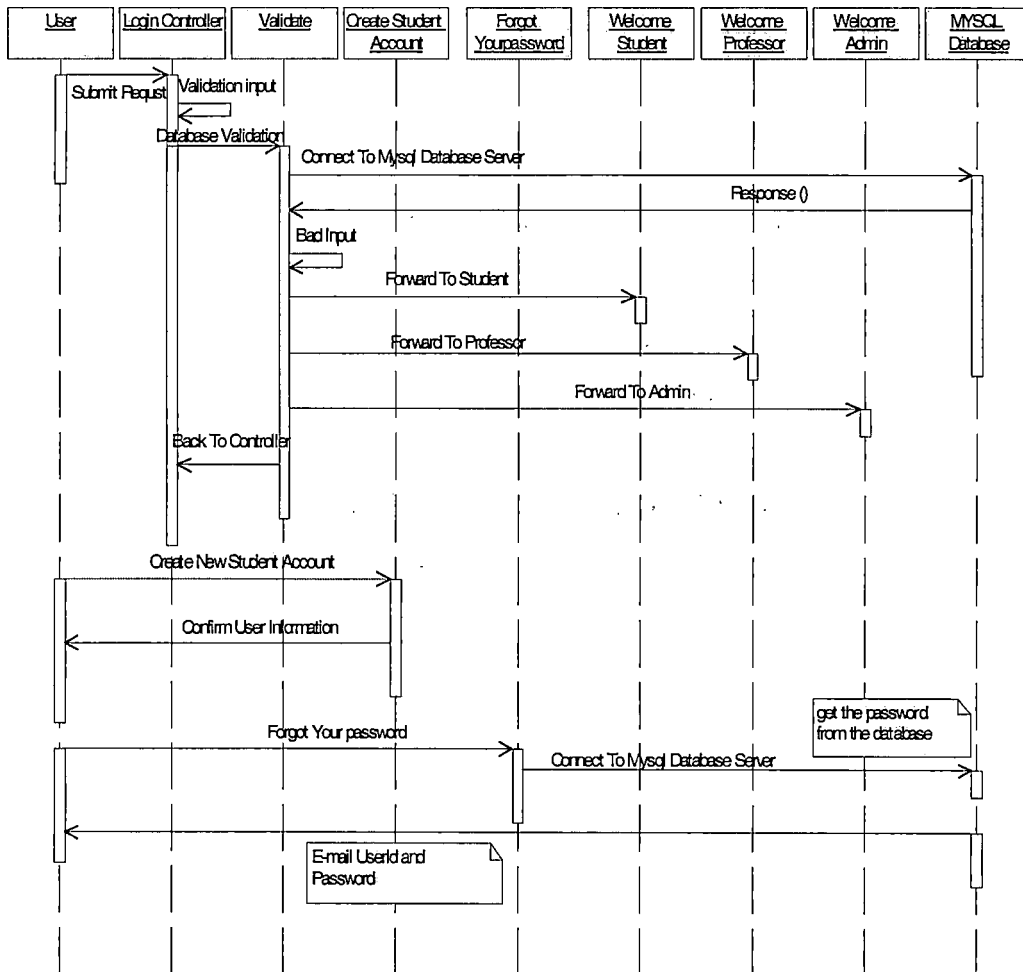 User
Login Controller
Validate
Create Student
Account
Forgot
Yourpassword
Welcome
Student
Welcome
Professor
Welcome
Admin
MYSQL
Database
Submit Requst
Validation input
Database Validation
Connect To Mysql Database Server
Response ()
Bad Input
Forward To Student
Forward To Professor
Forward To Admin
Back To Controller
Create New Student Account
Confirm User Information
get the password
from the database
Forgot Your password
Connect To Mysql Database Server
E-mail UserId and
Password